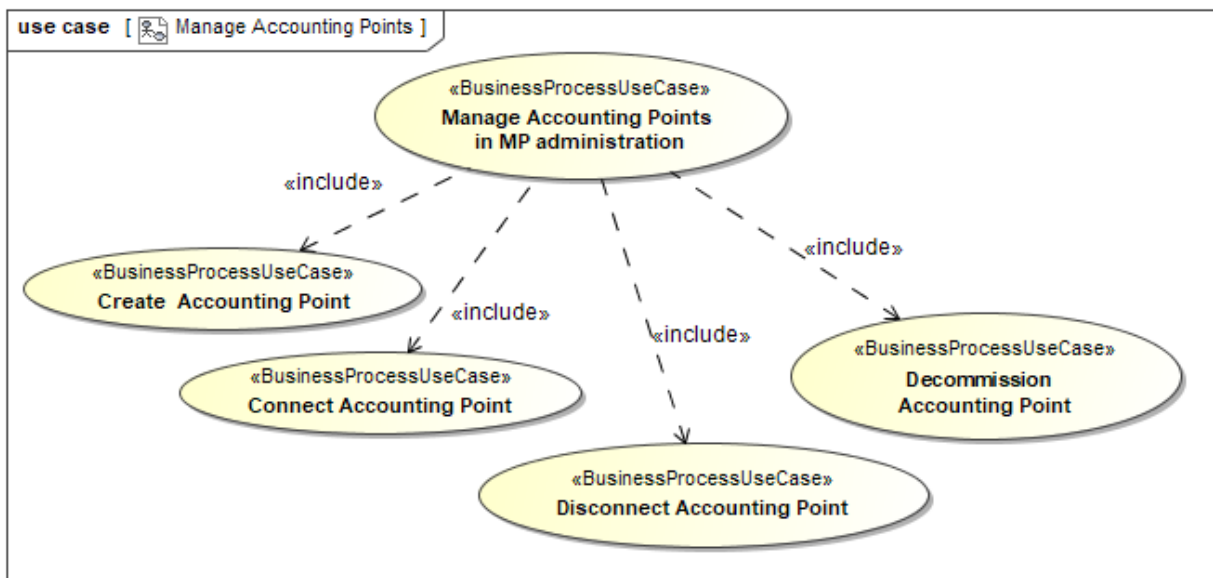 use case [ Manage Accounting Points ]
«BusinessProcessUseCase»
Manage Accounting Points
in MP administration
«include»
«include»
«include»
«include»
«BusinessProcessUseCase»
Create Accounting Point
«BusinessProcessUseCase»
Connect Accounting Point
«BusinessProcessUseCase»
Decommission
Accounting Point
«BusinessProcessUseCase»
Disconnect Accounting Point